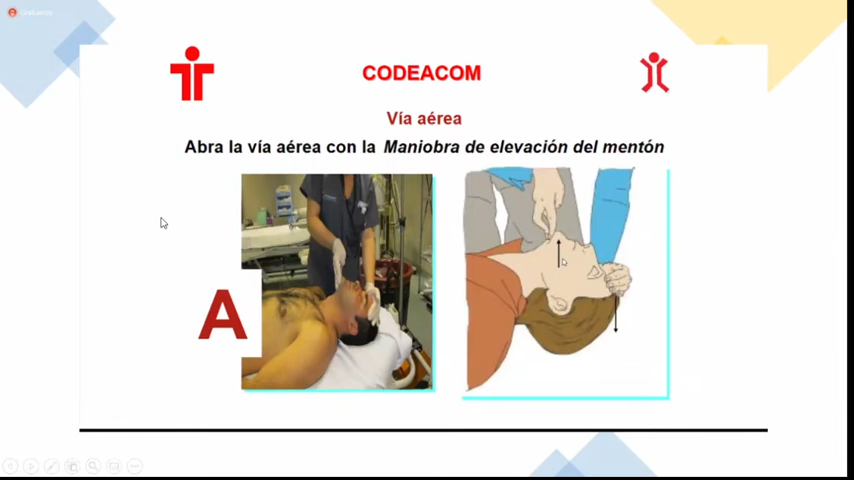 CODEACOM
Vía aérea
Abra la vía aérea con la Maniobra de elevación del mentón
A